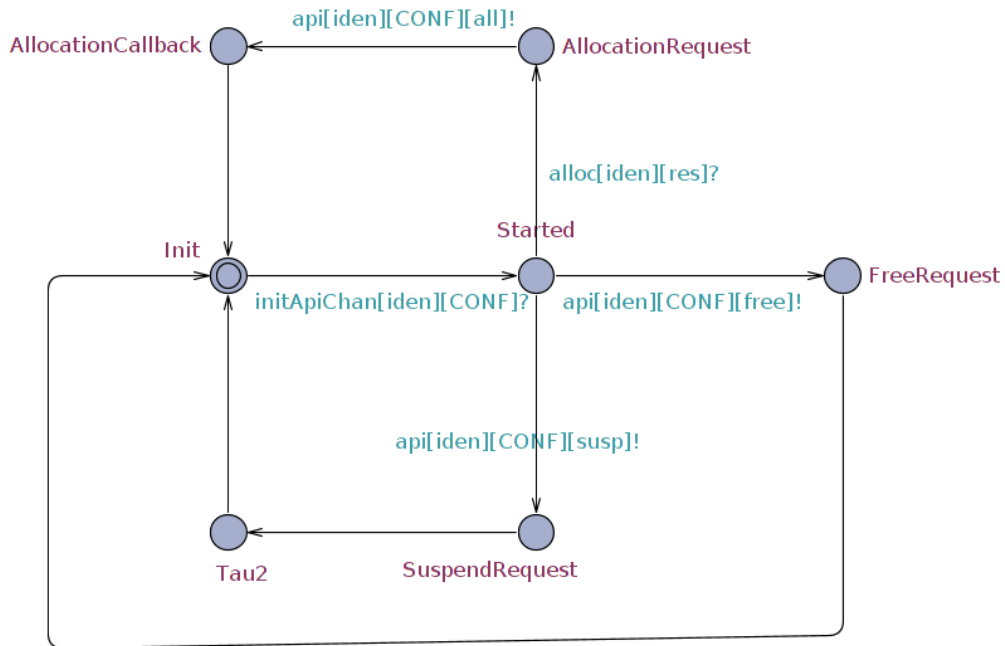 api[iden][CONF][all]!
AllocationCallback
AllocationRequest
alloc[iden][res]?
Started
Init
FreeRequest
initApiChan[iden][CONF]?
api[iden][CONF][free]!
api[iden][CONF][susp]!
Tau2
SuspendRequest